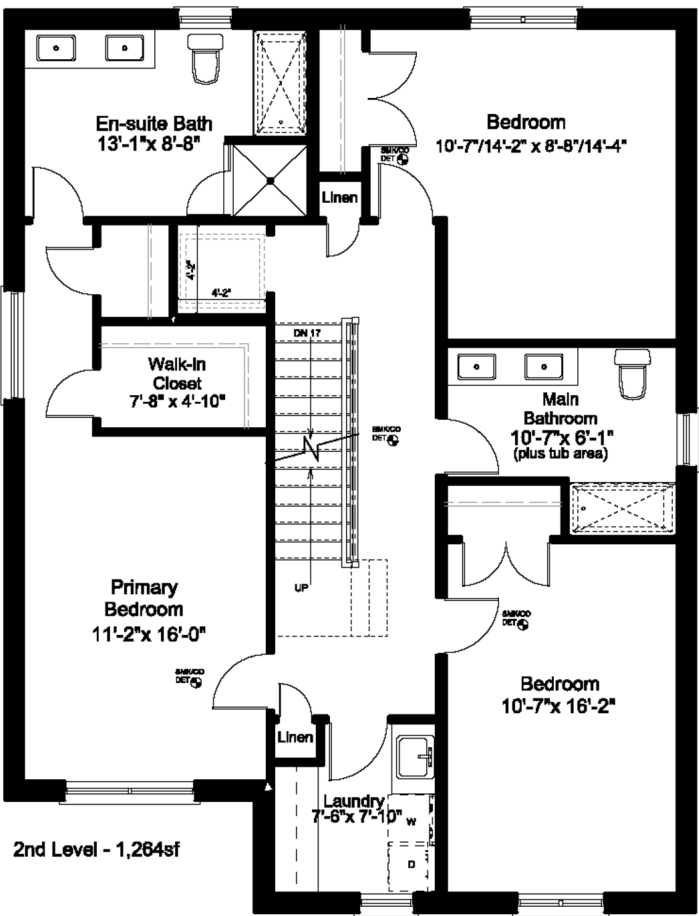 En-suite Bath
13'-1"x 8'-8"
Bedroom
10'-7"/14'-2" x 8'-8"/14'-4"
SMK/CO
DET
Linen
4'-2"
4'-2"
DN 17
Walk-In
Closet
7'-8" x 4'-10"
SMK/CO
DET
Main
Bathroom
10'-7"x 6'-1"
(plus tub area)
UP
Primary
Bedroom
11'-2"x 16'-0"
SMK/CO
DET
SMK/CO
DET
Bedroom
10'-7"x 16'-2"
Linen
Laundry
7'-6"x 7'-10"
W
D
2nd Level - 1,264sf